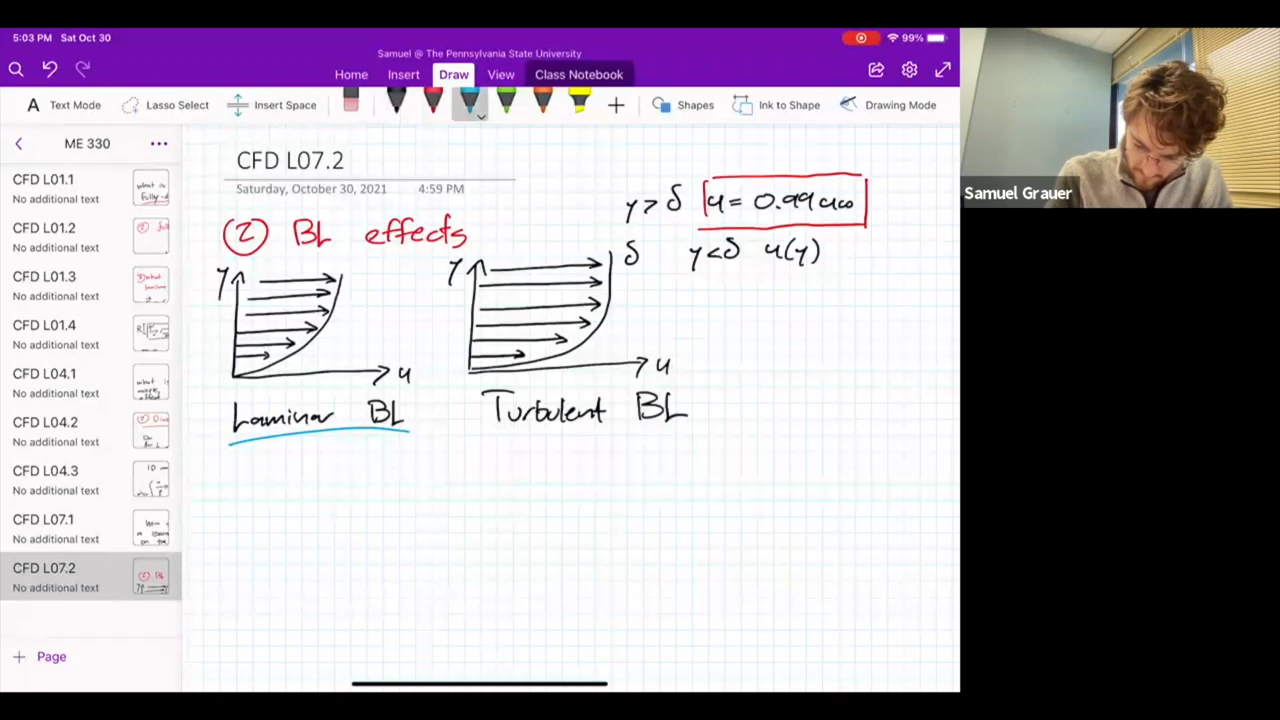 5:03 PM Sat Oct 30
99%
Samuel @ The Pennsylvania State University
Home Insert Draw View Class Notebook
A Text Mode Lasso Select Insert Space Shapes Ink to Shape Drawing Mode
ME 330
CFD L01.1
CFD L01.2
No additional text
CFD L01.3
No additional text
CFD L01.4
No additional text
CFD L04.1
No additional text
CFD L04.2
No additional text
CFD L04.3
No additional text
CFD L07.1
No additional text
CFD L07.2
No additional text
+ Page
CFD L07.2
Saturday, October 30, 2021 4:59 PM
y > δ u = 0.99 u∞
② BL effects
δ y < δ u(y)
y y
u u
Laminar BL Turbulent BL
Samuel Grauer